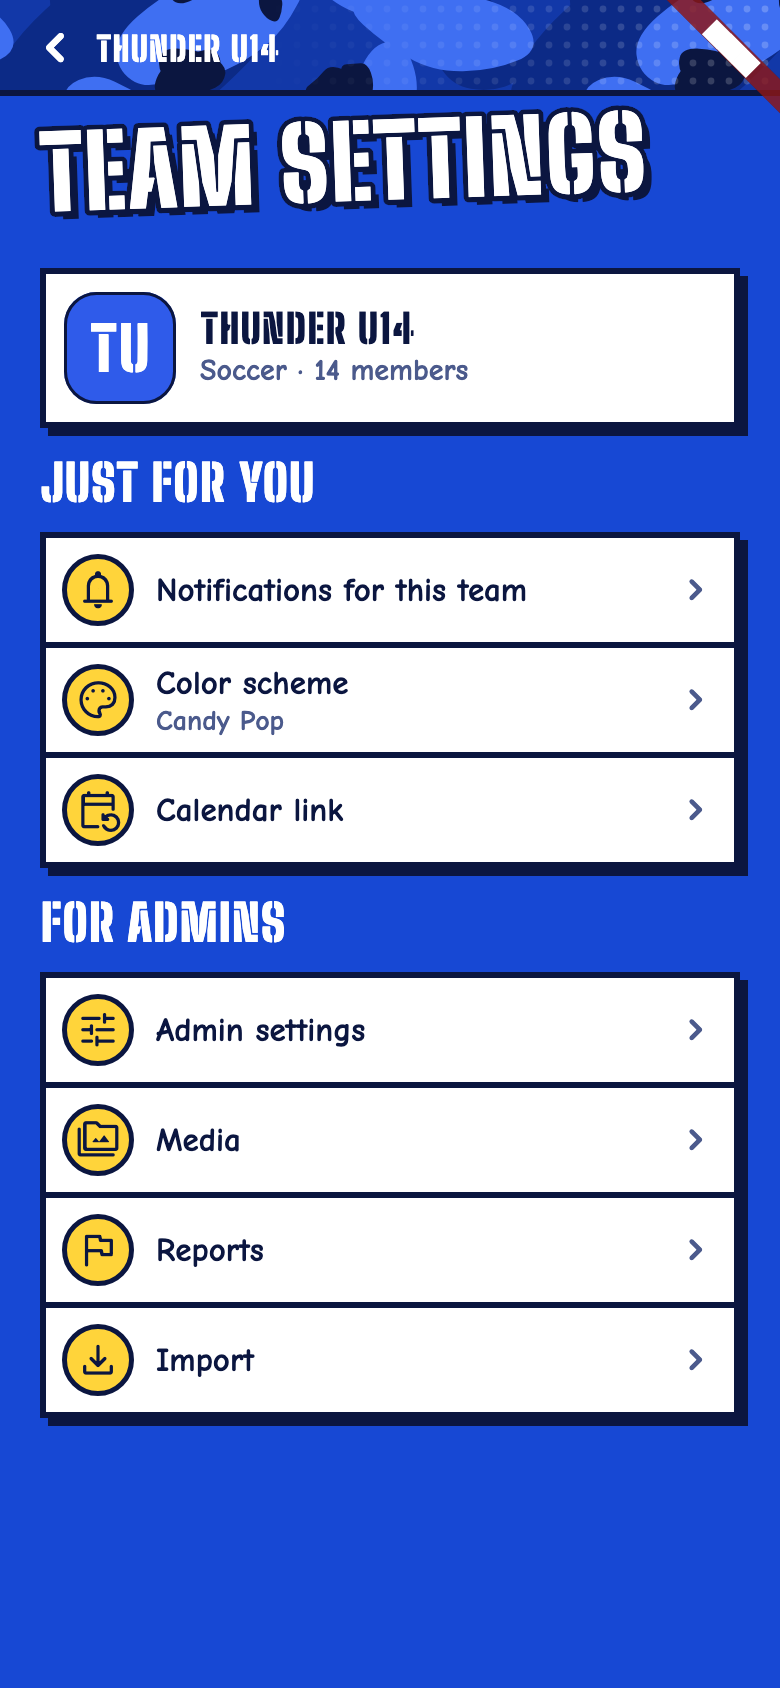 THUNDER U14
TEAM SETTINGS
TU
THUNDER U14
Soccer · 14 members
JUST FOR YOU
Notifications for this team
Color scheme
Candy Pop
Calendar link
FOR ADMINS
Admin settings
Media
Reports
Import